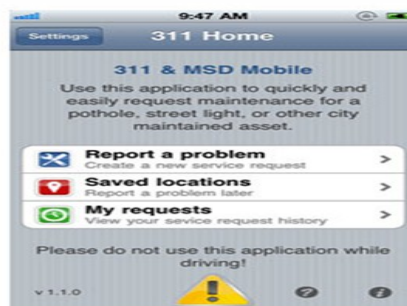 9:47 AM
Settings
311 Home
311 & MSD Mobile
Use this application to quickly and
easily request maintenance for a
pothole, street light, or other city
maintained asset.
Report a problem
Create a new service request
Saved locations
Report a problem later
My requests
View your sevice request history
Please do not use this application while
driving!
v 1.1.0